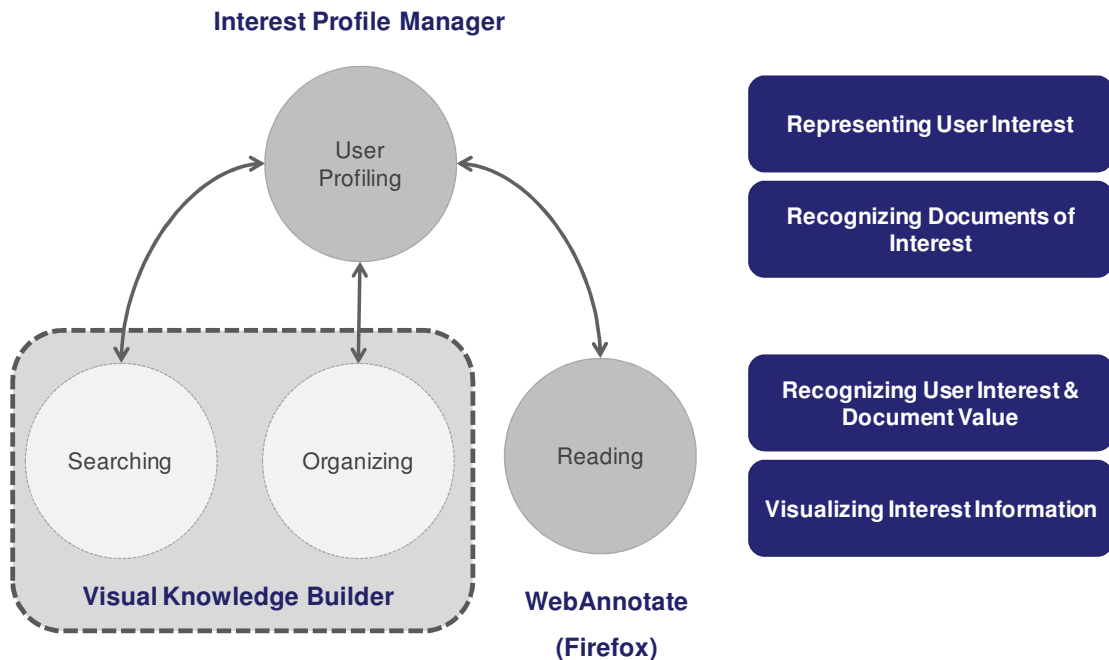 Interest Profile Manager
User
Profiling
Representing User Interest
Recognizing Documents of
Interest
Searching
Organizing
Reading
Recognizing User Interest &
Document Value
Visualizing Interest Information
Visual Knowledge Builder
WebAnnotate
(Firefox)